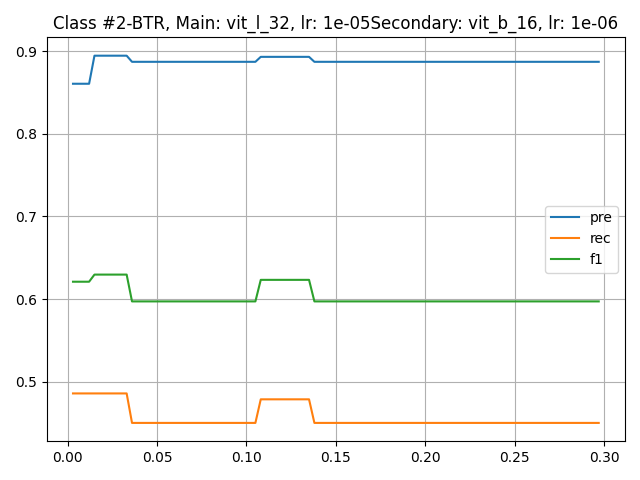 Class #2-BTR, Main: vit_l_32, lr: 1e-05Secondary: vit_b_16, lr: 1e-06
0.9
0.8
0.7
0.6
0.5
pre
rec
f1
0.00 0.05 0.10 0.15 0.20 0.25 0.30